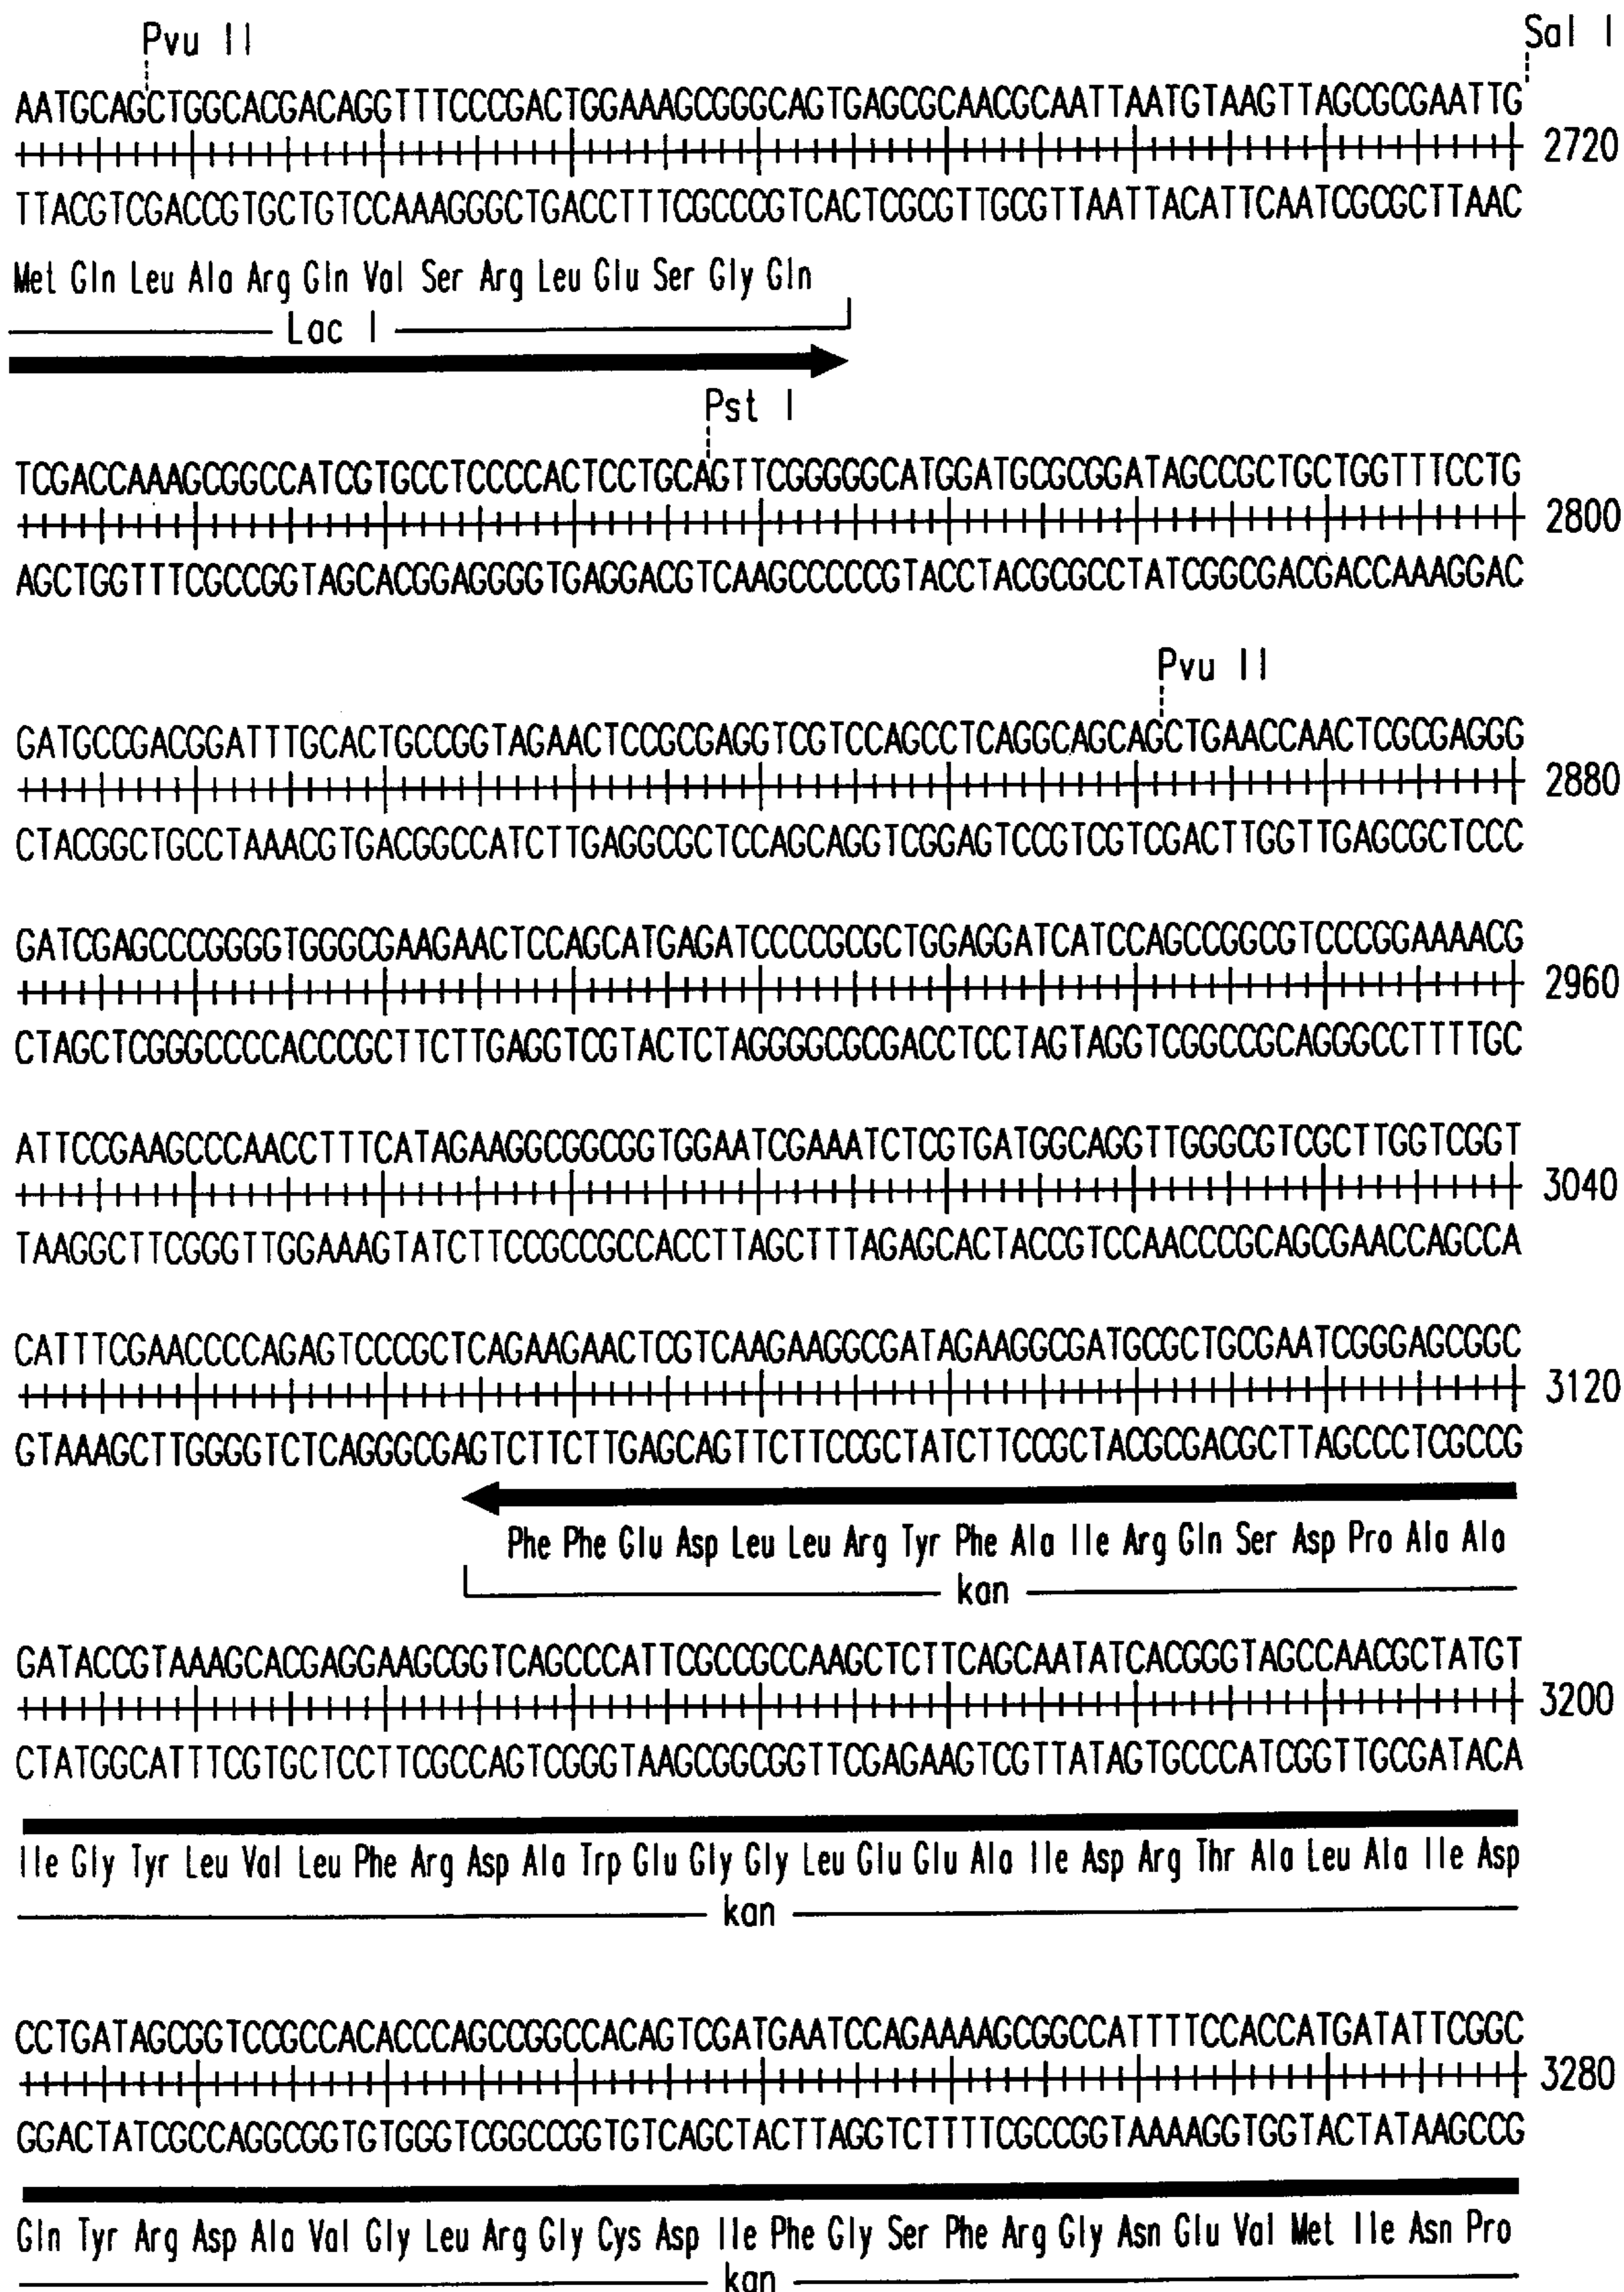 Pvu II Sal I
AATGCAGCTGGCACGACAGGTTTCCCGACTGGAAAGCGGGCAGTGAGCGCAACGCAATTAATGTAAGTTAGCGCGAATTG
2720
TTACGTCGACCGTGCTGTCCAAAGGGCTGACCTTTCGCCCGTCACTCGCGTTGCGTTAATTACATTCAATCGCGCTTAAC
Met Gln Leu Ala Arg Gln Val Ser Arg Leu Glu Ser Gly Gln
Lac I
Pst I
TCGACCAAAGCGGCCATCGTGCCTCCCCACTCCTGCAGTTCGGGGGCATGGATGCGCGGATAGCCGCTGCTGGTTTCCTG
2800
AGCTGGTTTCGCCGGTAGCACGGAGGGGTGAGGACGTCAAGCCCCCGTACCTACGCGCCTATCGGCGACGACCAAAGGAC
Pvu II
GATGCCGACGGATTTGCACTGCCGGTAGAACTCCGCGAGGTCGTCCAGCCTCAGGCAGCAGCTGAACCAACTCGCGAGGG
2880
CTACGGCTGCCTAAACGTGACGGCCATCTTGAGGCGCTCCAGCAGGTCGGAGTCCGTCGTCGACTTGGTTGAGCGCTCCC
GATCGAGCCCGGGGTGGGCGAAGAACTCCAGCATGAGATCCCCGCGCTGGAGGATCATCCAGCCGGCGTCCCGGAAAACG
2960
CTAGCTCGGGCCCCACCCGCTTCTTGAGGTCGTACTCTAGGGGCGCGACCTCCTAGTAGGTCGGCCGCAGGGCCTTTTGC
ATTCCGAAGCCCAACCTTTCATAGAAGGCGGCGGTGGAATCGAAATCTCGTGATGGCAGGTTGGGCGTCGCTTGGTCGGT
3040
TAAGGCTTCGGGTTGGAAAGTATCTTCCGCCGCCACCTTAGCTTTAGAGCACTACCGTCCAACCCGCAGCGAACCAGCCA
CATTTCGAACCCCAGAGTCCCGCTCAGAAGAACTCGTCAAGAAGGCGATAGAAGGCGATGCGCTGCGAATCGGGAGCGGC
3120
GTAAAGCTTGGGGTCTCAGGGCGAGTCTTCTTGAGCAGTTCTTCCGCTATCTTCCGCTACGCGACGCTTAGCCCTCGCCG
Phe Phe Glu Asp Leu Leu Arg Tyr Phe Ala Ile Arg Gln Ser Asp Pro Ala Ala
kan
GATACCGTAAAGCACGAGGAAGCGGTCAGCCCATTCGCCGCCAAGCTCTTCAGCAATATCACGGGTAGCCAACGCTATGT
3200
CTATGGCATTTCGTGCTCCTTCGCCAGTCGGGTAAGCGGCGGTTCGAGAAGTCGTTATAGTGCCCATCGGTTGCGATACA
Ile Gly Tyr Leu Val Leu Phe Arg Asp Ala Trp Glu Gly Gly Leu Glu Glu Ala Ile Asp Arg Thr Ala Leu Ala Ile Asp
kan
CCTGATAGCGGTCCGCCACACCCAGCCGGCCACAGTCGATGAATCCAGAAAAGCGGCCATTTTCCACCATGATATTCGGC
3280
GGACTATCGCCAGGCGGTGTGGGTCGGCCGGTGTCAGCTACTTAGGTCTTTTCGCCGGTAAAAGGTGGTACTATAAGCCG
Gln Tyr Arg Asp Ala Val Gly Leu Arg Gly Cys Asp Ile Phe Gly Ser Phe Arg Gly Asn Glu Val Met Ile Asn Pro
kan